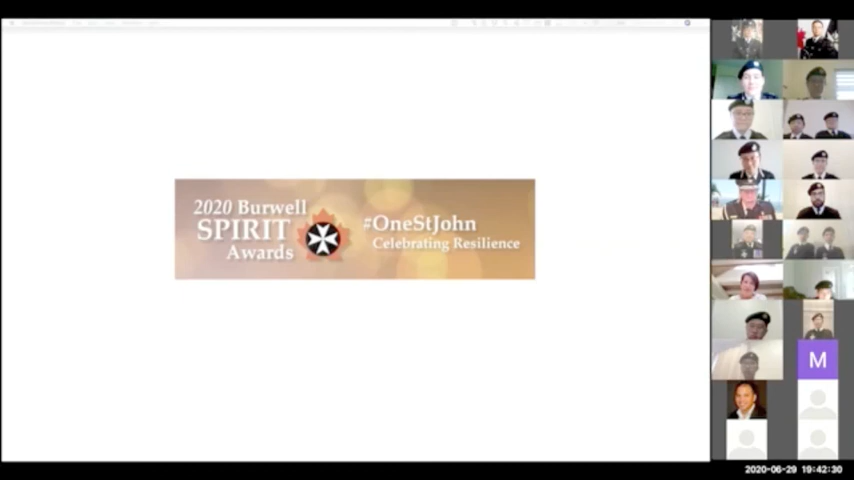 2020 Burwell
SPIRIT
Awards
#OneStJohn
Celebrating Resilience
M
2020-06-29 19:42:30